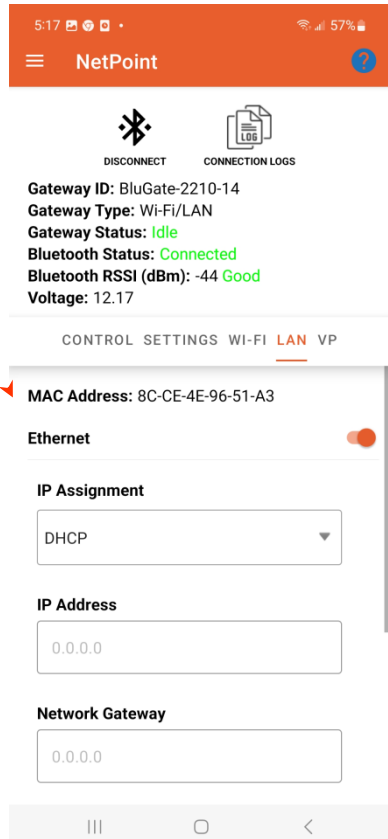 5:17
57%
NetPoint
?
LOG
DISCONNECT
CONNECTION LOGS
Gateway ID: BluGate-2210-14
Gateway Type: Wi-Fi/LAN
Gateway Status: Idle
Bluetooth Status: Connected
Bluetooth RSSI (dBm): -44 Good
Voltage: 12.17
CONTROL SETTINGS WI-FI LAN VP
MAC Address: 8C-CE-4E-96-51-A3
Ethernet
IP Assignment
DHCP
IP Address
0.0.0.0
Network Gateway
0.0.0.0